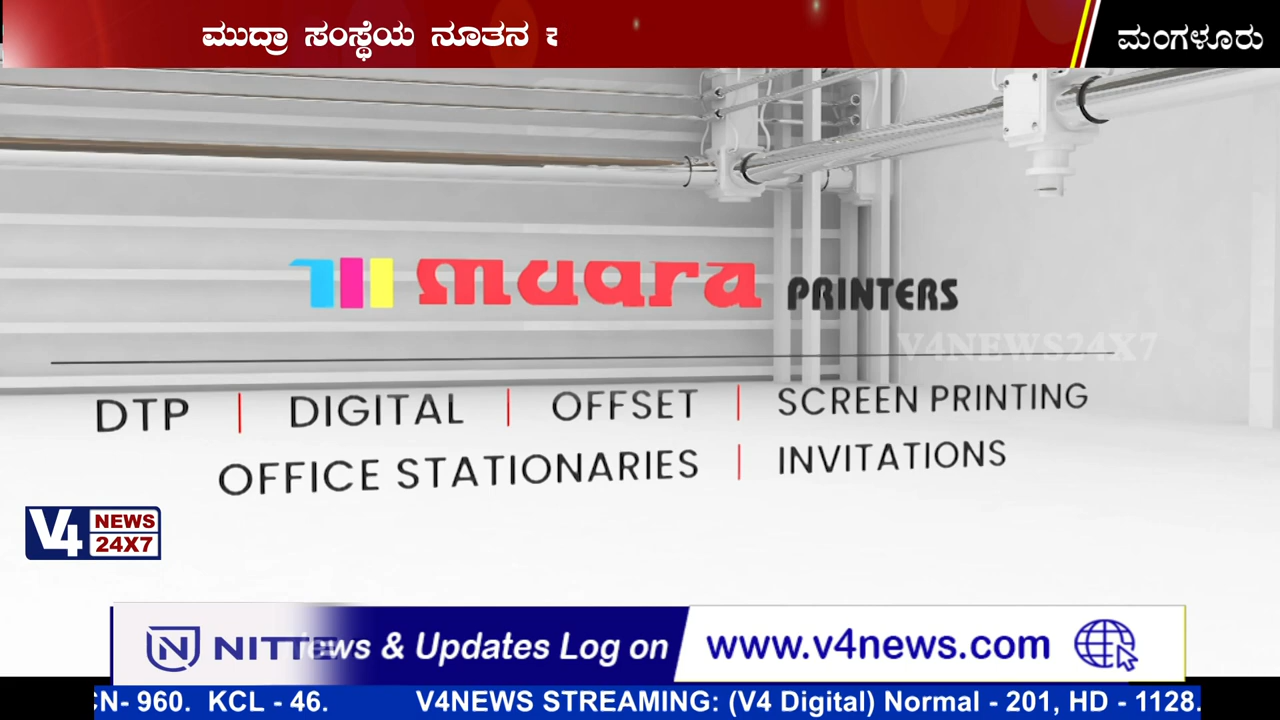 ಮುದ್ರಾ ಸಂಸ್ಥೆಯ ನೂತನ
ಮಂಗಳೂರು
mudra PRINTERS
V4NEWS24X7
DTP | DIGITAL | OFFSET | SCREEN PRINTING
OFFICE STATIONARIES | INVITATIONS
V4 NEWS 24X7
NITTE
& Updates Log on www.v4news.com
CN- 960. KCL - 46. V4NEWS STREAMING: (V4 Digital) Normal - 201, HD - 1128.